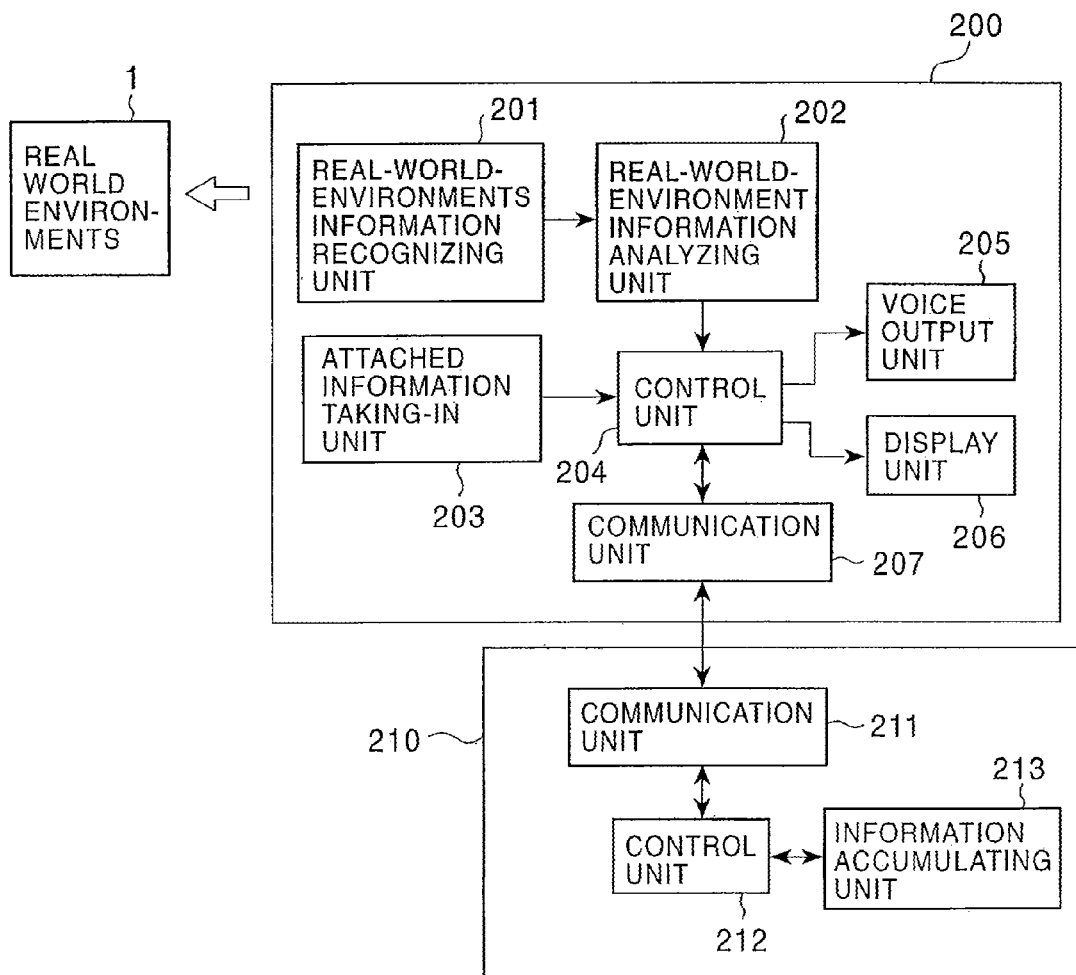 200
1
REAL
WORLD
ENVIRON-
MENTS
201
REAL-WORLD-
ENVIRONMENTS
INFORMATION
RECOGNIZING
UNIT
202
REAL-WORLD-
ENVIRONMENT
INFORMATION
ANALYZING
UNIT
205
VOICE
OUTPUT
UNIT
ATTACHED
INFORMATION
TAKING-IN
UNIT
203
CONTROL
UNIT
204
DISPLAY
UNIT
206
COMMUNICATION
UNIT
207
210
COMMUNICATION
UNIT
211
213
CONTROL
UNIT
212
INFORMATION
ACCUMULATING
UNIT